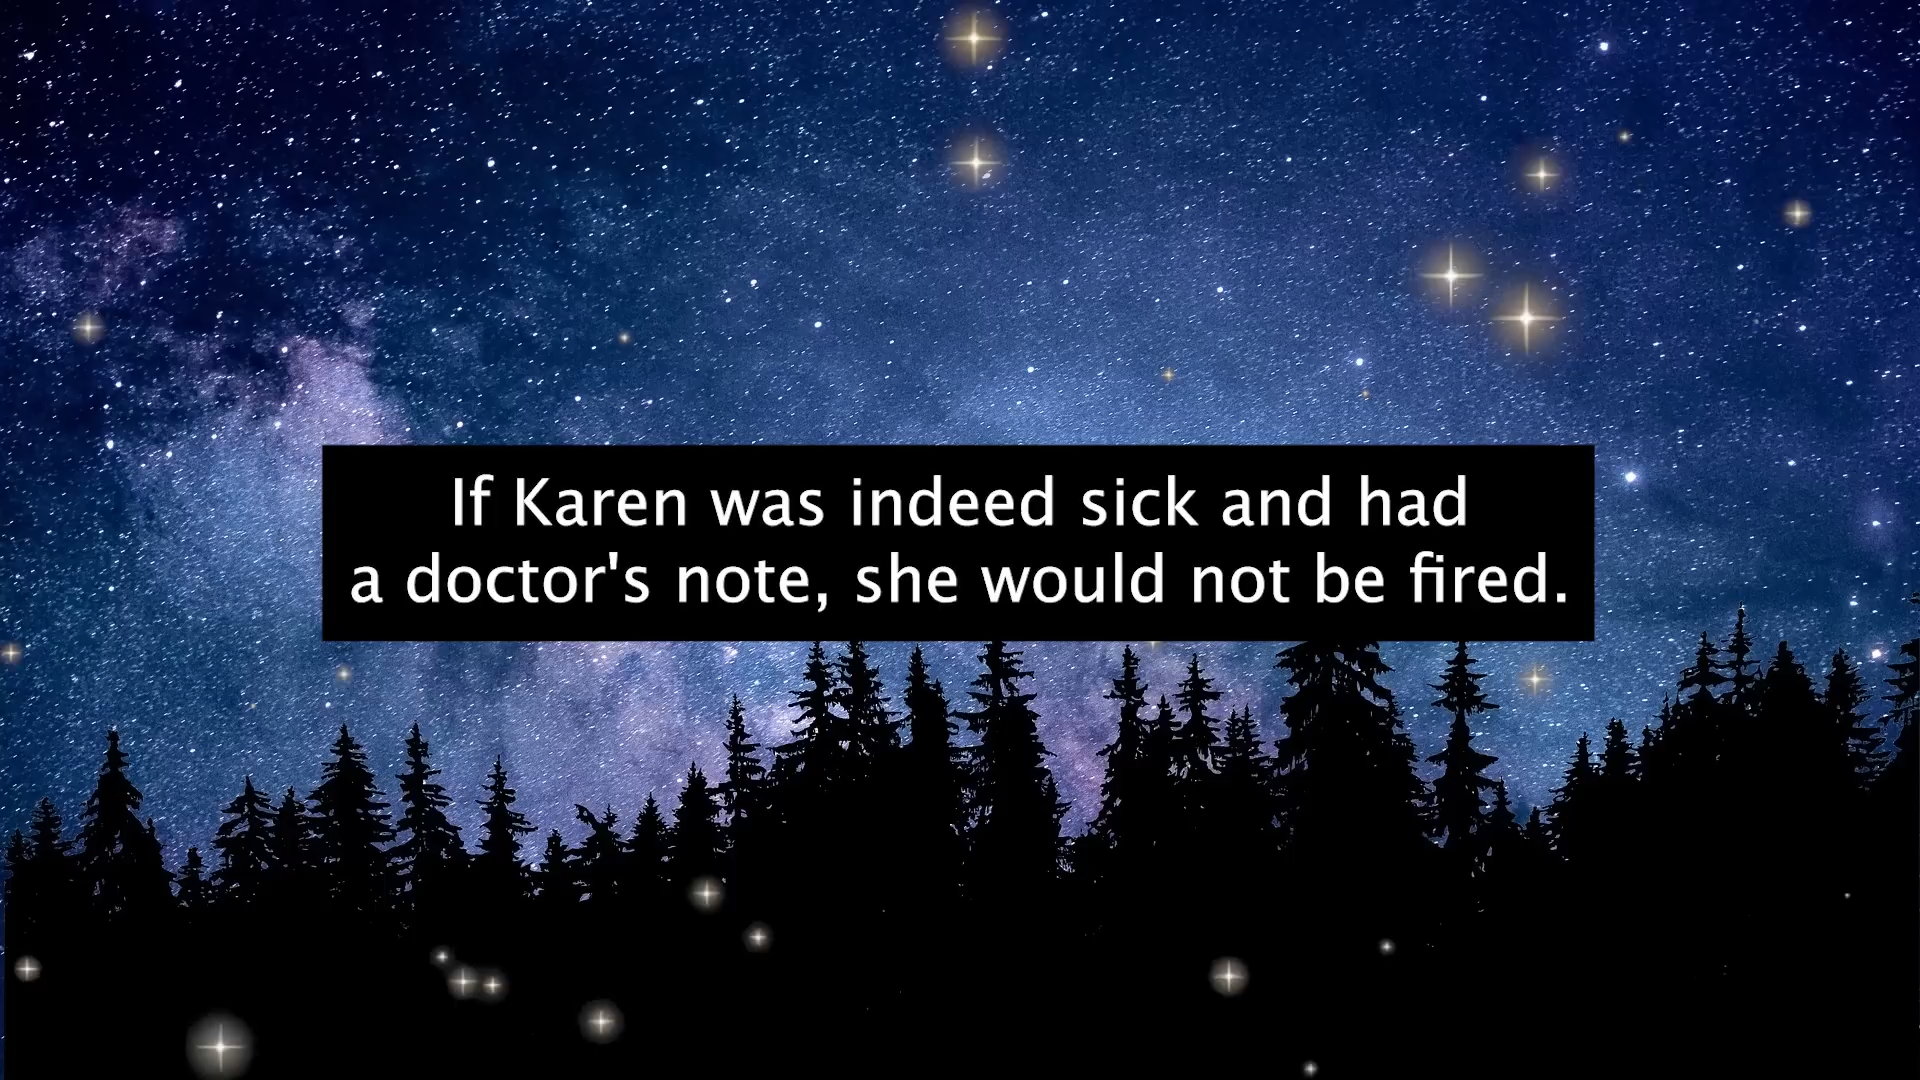 If Karen was indeed sick and had
a doctor's note, she would not be fired.